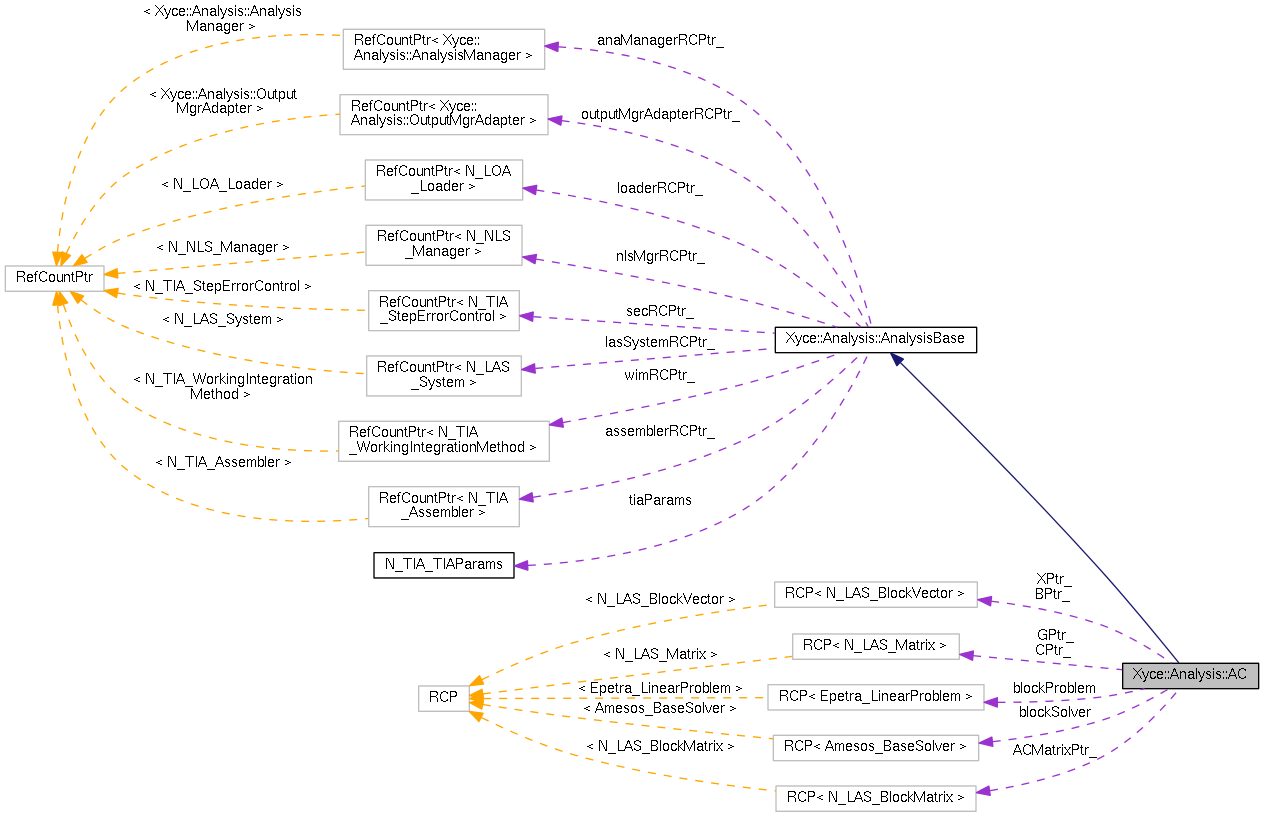 < Xyce::Analysis::Analysis
Manager >
RefCountPtr< Xyce::
Analysis::AnalysisManager >
anaManagerRCPtr_
< Xyce::Analysis::Output
MgrAdapter >
RefCountPtr< Xyce::
Analysis::OutputMgrAdapter >
outputMgrAdapterRCPtr_
< N_LOA_Loader >
RefCountPtr< N_LOA
_Loader >
loaderRCPtr_
< N_NLS_Manager >
RefCountPtr< N_NLS
_Manager >
nlsMgrRCPtr_
RefCountPtr
< N_TIA_StepErrorControl >
RefCountPtr< N_TIA
_StepErrorControl >
secRCPtr_
Xyce::Analysis::AnalysisBase
< N_LAS_System >
RefCountPtr< N_LAS
_System >
lasSystemRCPtr_
< N_TIA_WorkingIntegration
Method >
RefCountPtr< N_TIA
_WorkingIntegrationMethod >
wimRCPtr_
< N_TIA_Assembler >
RefCountPtr< N_TIA
_Assembler >
assemblerRCPtr_
N_TIA_TIAParams
tiaParams
< N_LAS_BlockVector >
RCP< N_LAS_BlockVector >
XPtr_
BPtr_
< N_LAS_Matrix >
RCP< N_LAS_Matrix >
GPtr_
CPtr_
Xyce::Analysis::AC
RCP
< Epetra_LinearProblem >
RCP< Epetra_LinearProblem >
blockProblem
< Amesos_BaseSolver >
RCP< Amesos_BaseSolver >
blockSolver
< N_LAS_BlockMatrix >
RCP< N_LAS_BlockMatrix >
ACMatrixPtr_